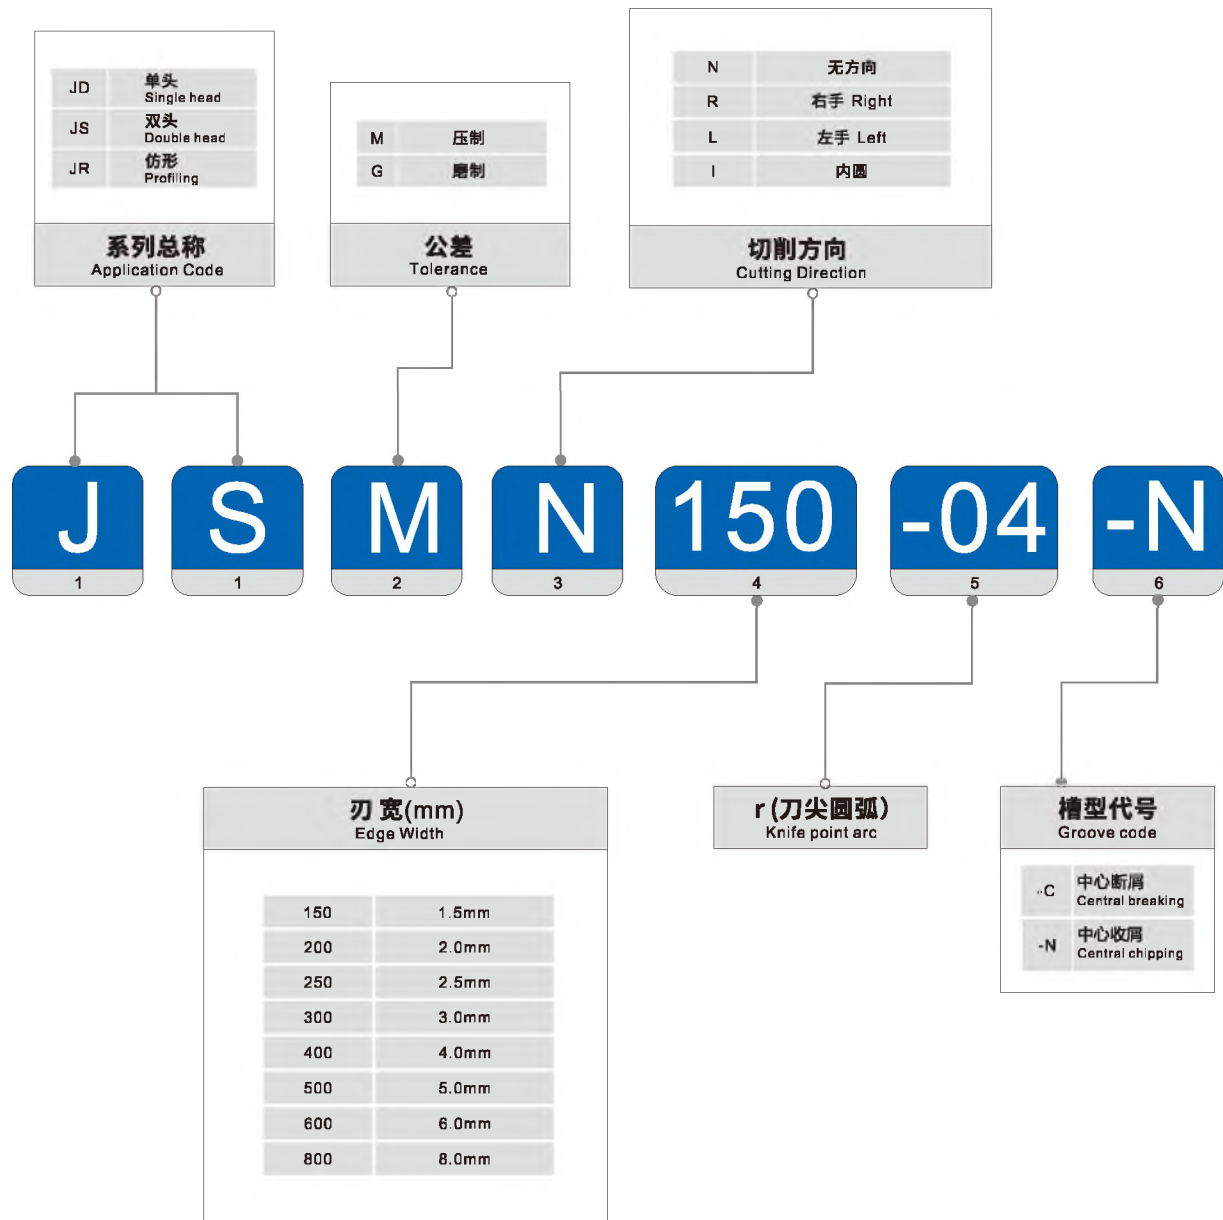 JD 单头
Single head
JS 双头
Double head
JR 仿形
Profiling
系列总称
Application Code
M 压制
G 磨制
公差
Tolerance
N 无方向
R 右手 Right
L 左手 Left
I 内圆
切削方向
Cutting Direction
J S M N 150 -04 -N
1 1 2 3 4 5 6
刃 宽(mm)
Edge Width
150 1.5mm
200 2.0mm
250 2.5mm
300 3.0mm
400 4.0mm
500 5.0mm
600 6.0mm
800 8.0mm
r (刀尖圆弧)
Knife point arc
槽型代号
Groove code
-C 中心断屑
Central breaking
-N 中心收屑
Central chipping